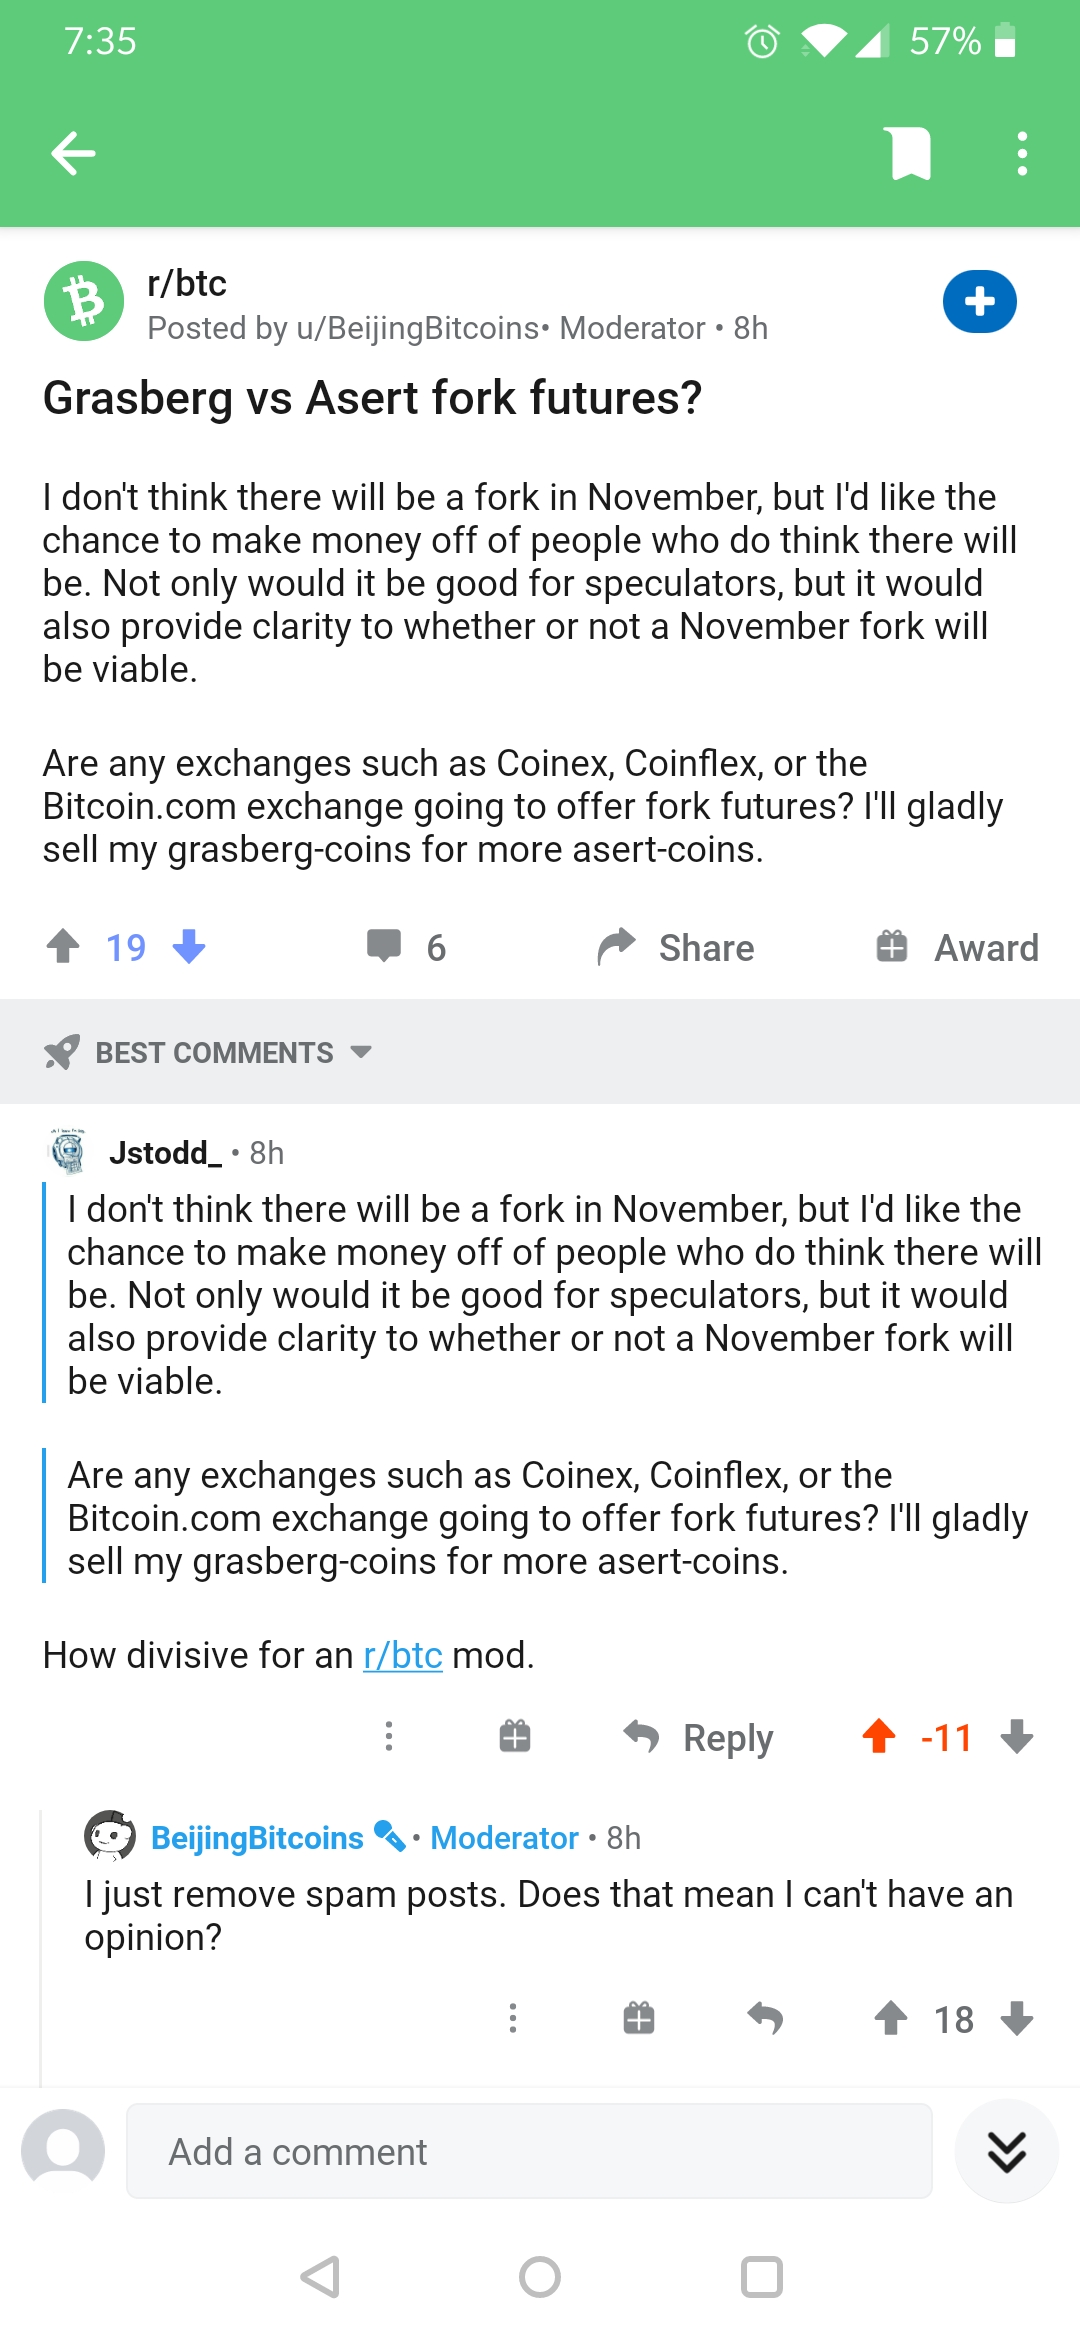 7:35
57%
r/btc
Posted by u/BeijingBitcoins• Moderator • 8h
Grasberg vs Asert fork futures?
I don't think there will be a fork in November, but I'd like the
chance to make money off of people who do think there will
be. Not only would it be good for speculators, but it would
also provide clarity to whether or not a November fork will
be viable.
Are any exchanges such as Coinex, Coinflex, or the
Bitcoin.com exchange going to offer fork futures? I'll gladly
sell my grasberg-coins for more asert-coins.
19
6
Share
Award
BEST COMMENTS
Jstodd_ • 8h
I don't think there will be a fork in November, but I'd like the
chance to make money off of people who do think there will
be. Not only would it be good for speculators, but it would
also provide clarity to whether or not a November fork will
be viable.
Are any exchanges such as Coinex, Coinflex, or the
Bitcoin.com exchange going to offer fork futures? I'll gladly
sell my grasberg-coins for more asert-coins.
How divisive for an r/btc mod.
Reply
-11
BeijingBitcoins • Moderator • 8h
I just remove spam posts. Does that mean I can't have an
opinion?
18
Add a comment